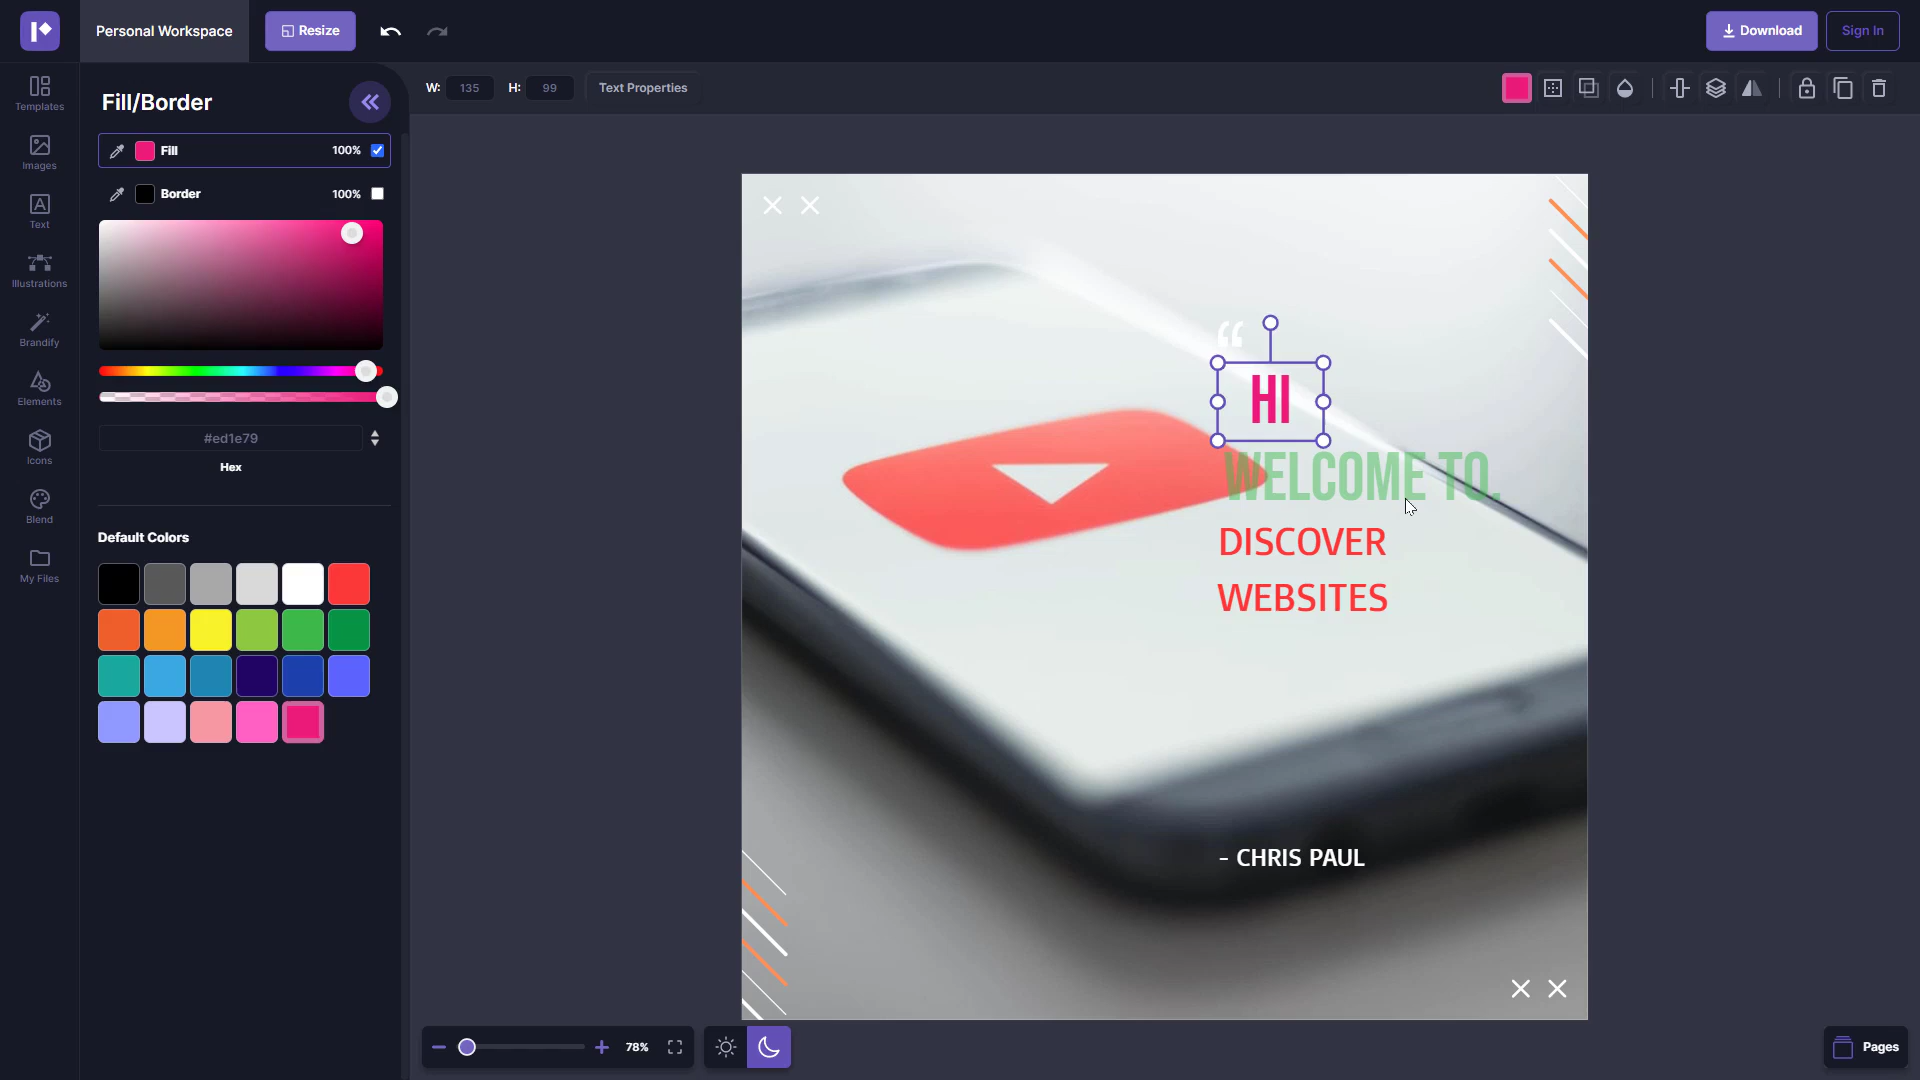 Personal Workspace
Resize
Download
Sign In
Templates
Images
Text
Illustrations
Brandify
Elements
Icons
Blend
My Files
Fill/Border
Fill
100%
Border
100%
#ed1e79
Hex
Default Colors
W: 135 H: 99 Text Properties
“
HI
WELCOME TO,
DISCOVER
WEBSITES
- CHRIS PAUL
78%
Pages